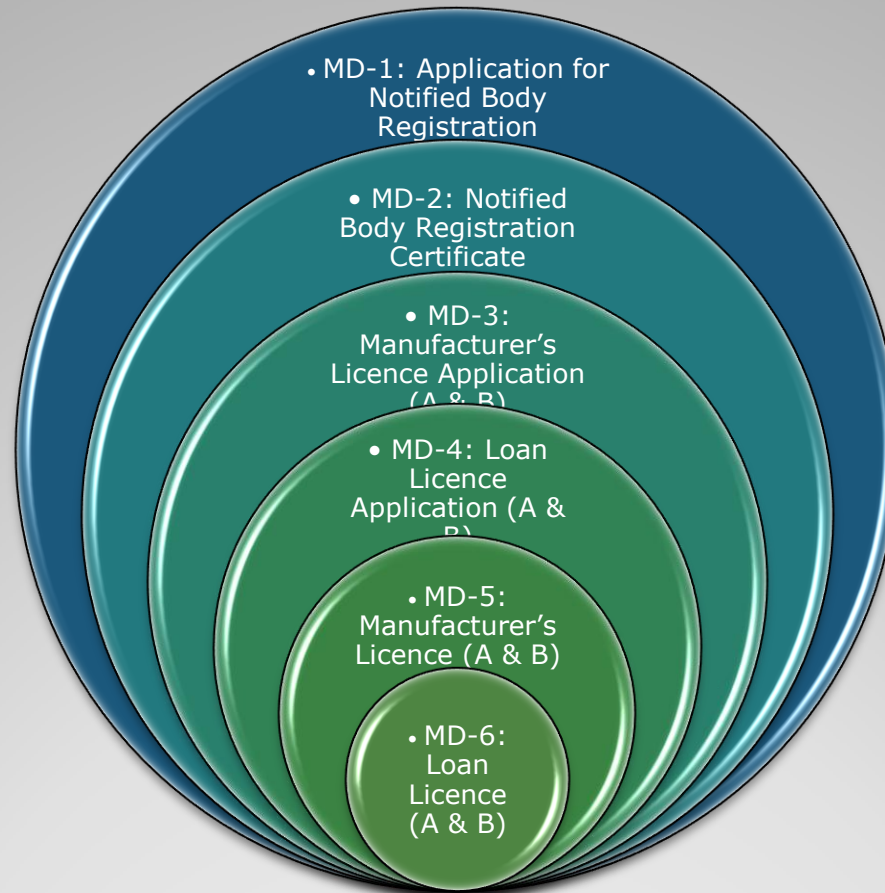 • MD-1: Application for
Notified Body
Registration
• MD-2: Notified
Body Registration
Certificate
• MD-3:
Manufacturer’s
Licence Application
(A & B)
• MD-4: Loan
Licence
Application (A &
B)
• MD-5:
Manufacturer’s
Licence (A & B)
• MD-6:
Loan
Licence
(A & B)